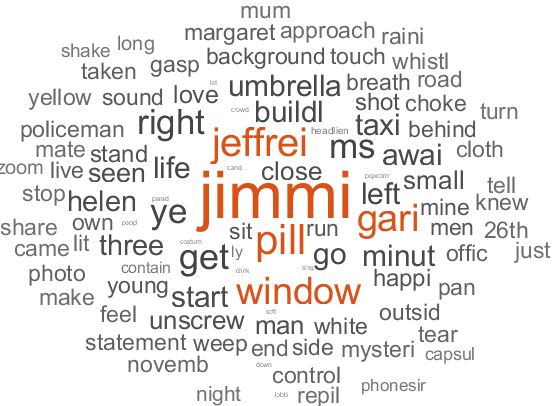 mum
margaret approach raini
shake long
background touch
taken gasp
whistl
yellow sound love umbrella breath road
buildl shot choke
policeman right jeffrei taxi behind turn
headlien
mate stand ms awai cloth
zoom live seen life close small tell
jimmi
stop helen left mine knew
share own ye gari men 26th
came lit three sit pill run
get ly go minut offic just
photo contain happi pan
make young start window
feel unscrew man white outsid
statement weep end side mysteri tear
capsul
novemb control
night repil phonesir